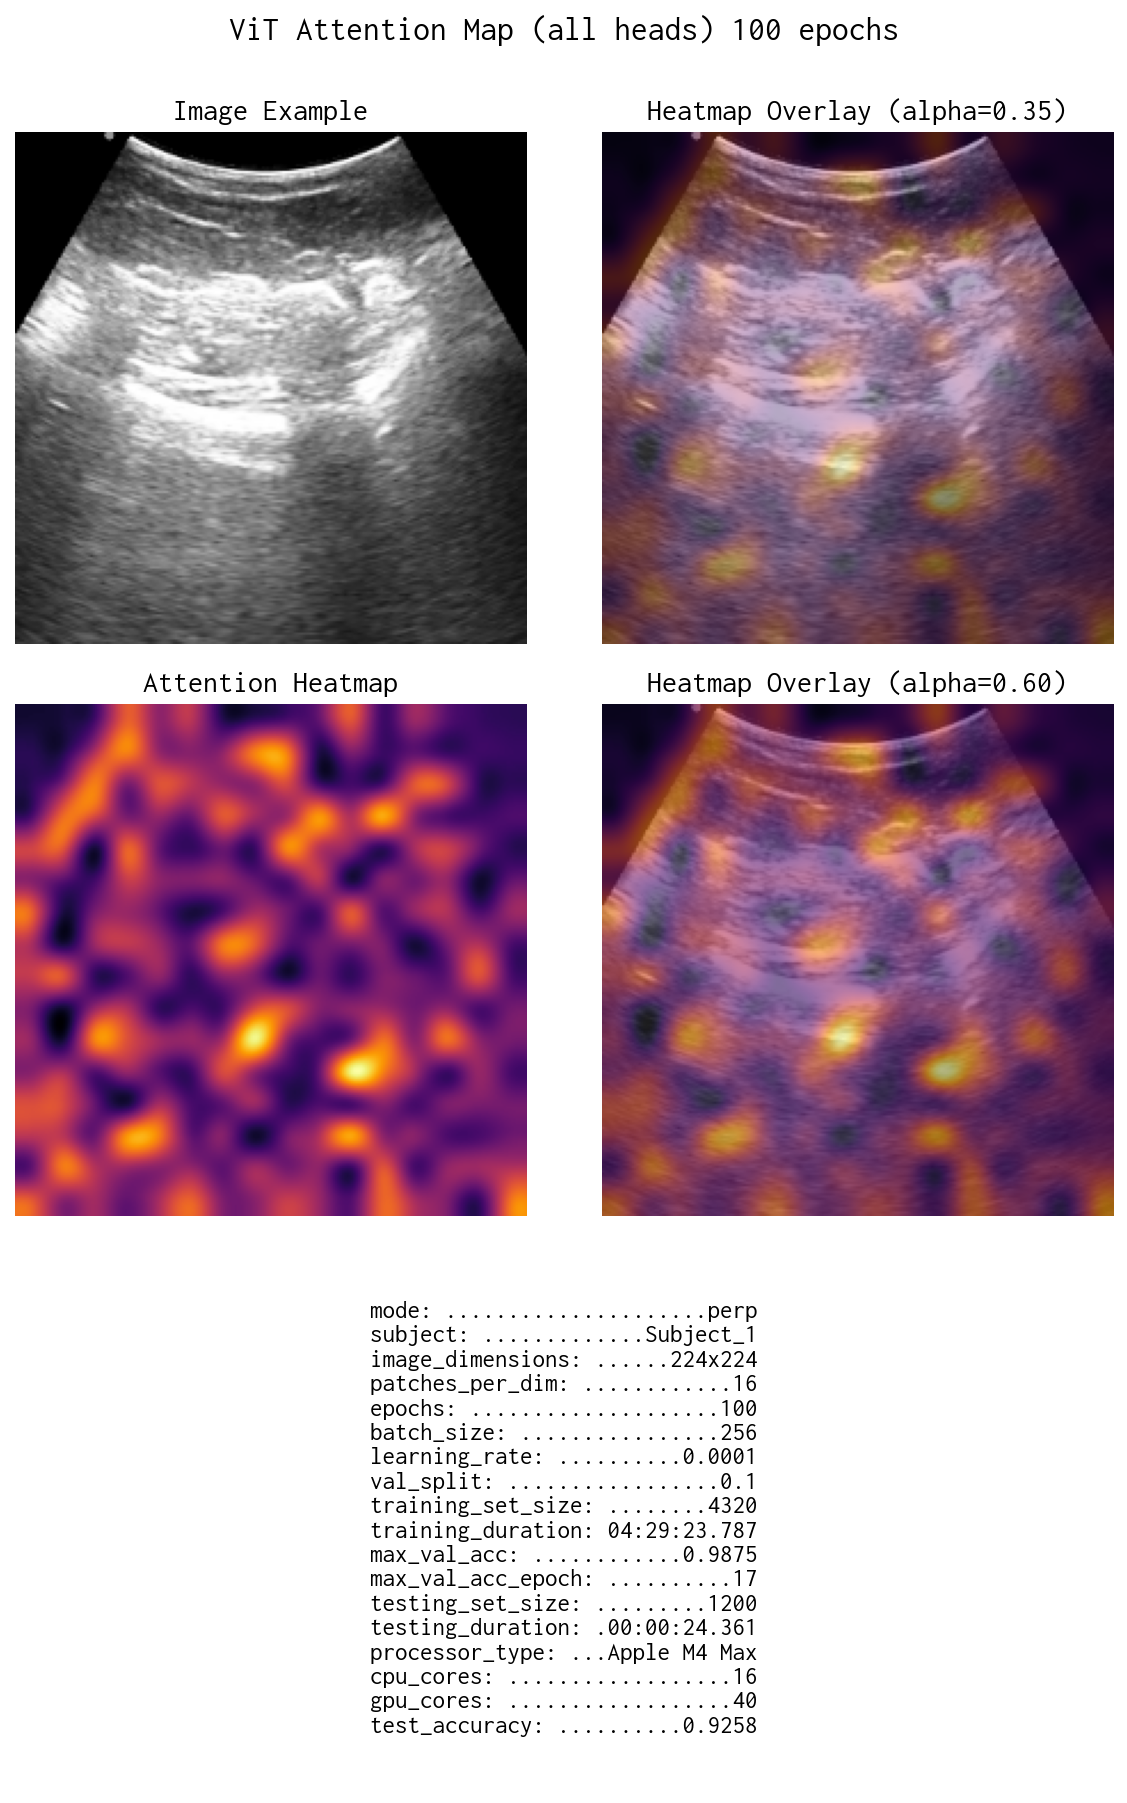 ViT Attention Map (all heads) 100 epochs
Image Example
Heatmap Overlay (alpha=0.35)
Attention Heatmap
Heatmap Overlay (alpha=0.60)
mode: .....................perp
subject: .............Subject_1
image_dimensions: ......224x224
patches_per_dim: ............16
epochs: ....................100
batch_size: ................256
learning_rate: ..........0.0001
val_split: .................0.1
training_set_size: ........4320
training_duration: 04:29:23.787
max_val_acc: ............0.9875
max_val_acc_epoch: ..........17
testing_set_size: .........1200
testing_duration: .00:00:24.361
processor_type: ...Apple M4 Max
cpu_cores: ..................16
gpu_cores: ..................40
test_accuracy: ..........0.9258